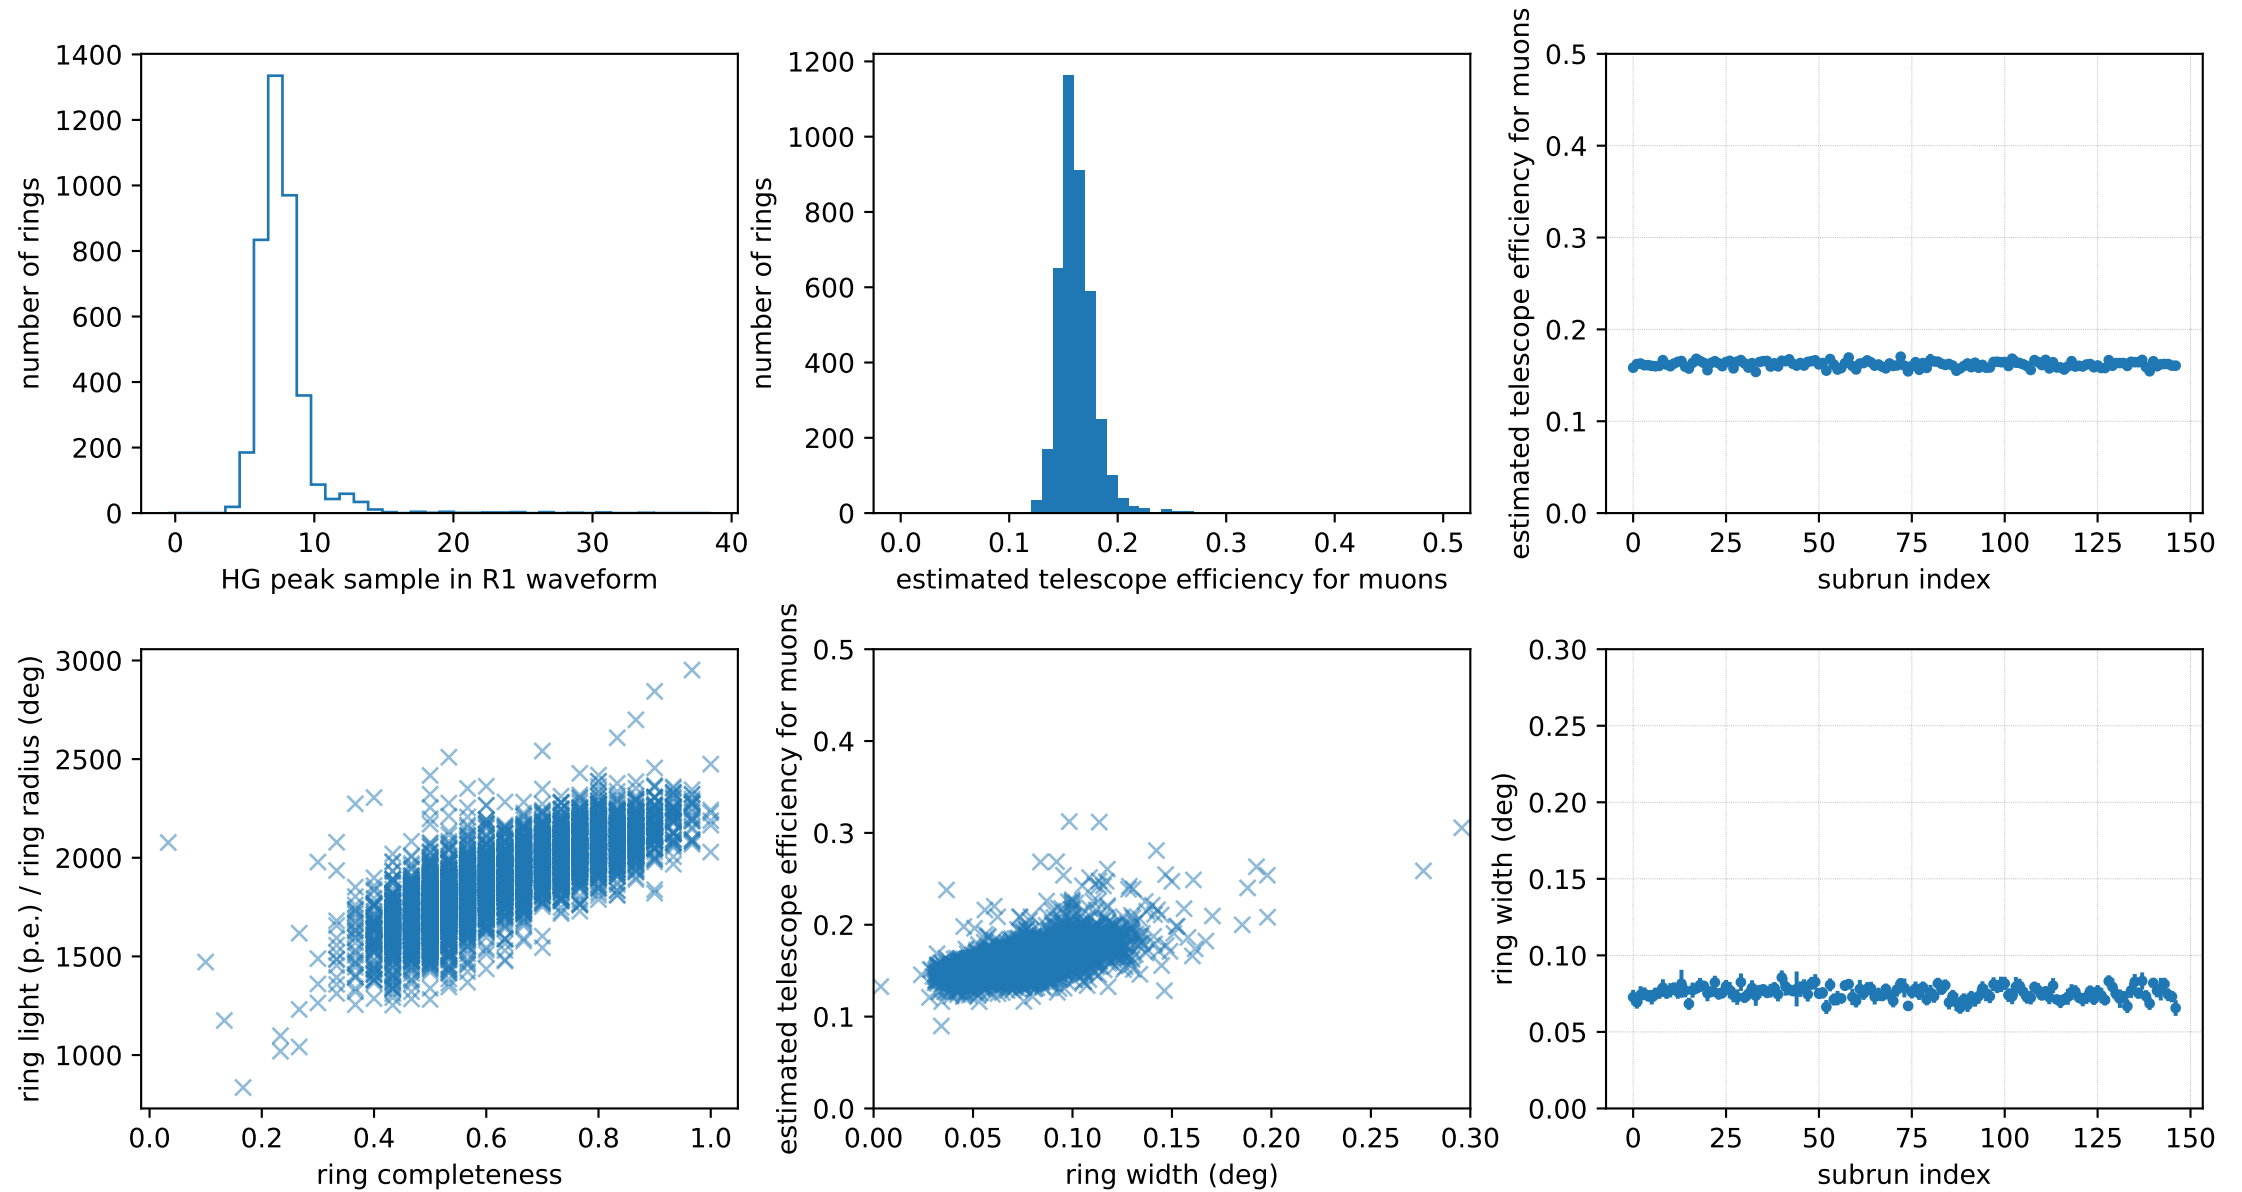 1400
1200
1000
800
600
400
200
0
number of rings
0 10 20 30 40
HG peak sample in R1 waveform
1200
1000
800
600
400
200
0
number of rings
0.0 0.1 0.2 0.3 0.4 0.5
estimated telescope efficiency for muons
0.5
0.4
0.3
0.2
0.1
0.0
estimated telescope efficiency for muons
0 25 50 75 100 125 150
subrun index
3000
2500
2000
1500
1000
ring light (p.e.) / ring radius (deg)
0.0 0.2 0.4 0.6 0.8 1.0
ring completeness
0.5
0.4
0.3
0.2
0.1
0.0
estimated telescope efficiency for muons
0.00 0.05 0.10 0.15 0.20 0.25 0.30
ring width (deg)
0.30
0.25
0.20
0.15
0.10
0.05
0.00
ring width (deg)
0 25 50 75 100 125 150
subrun index